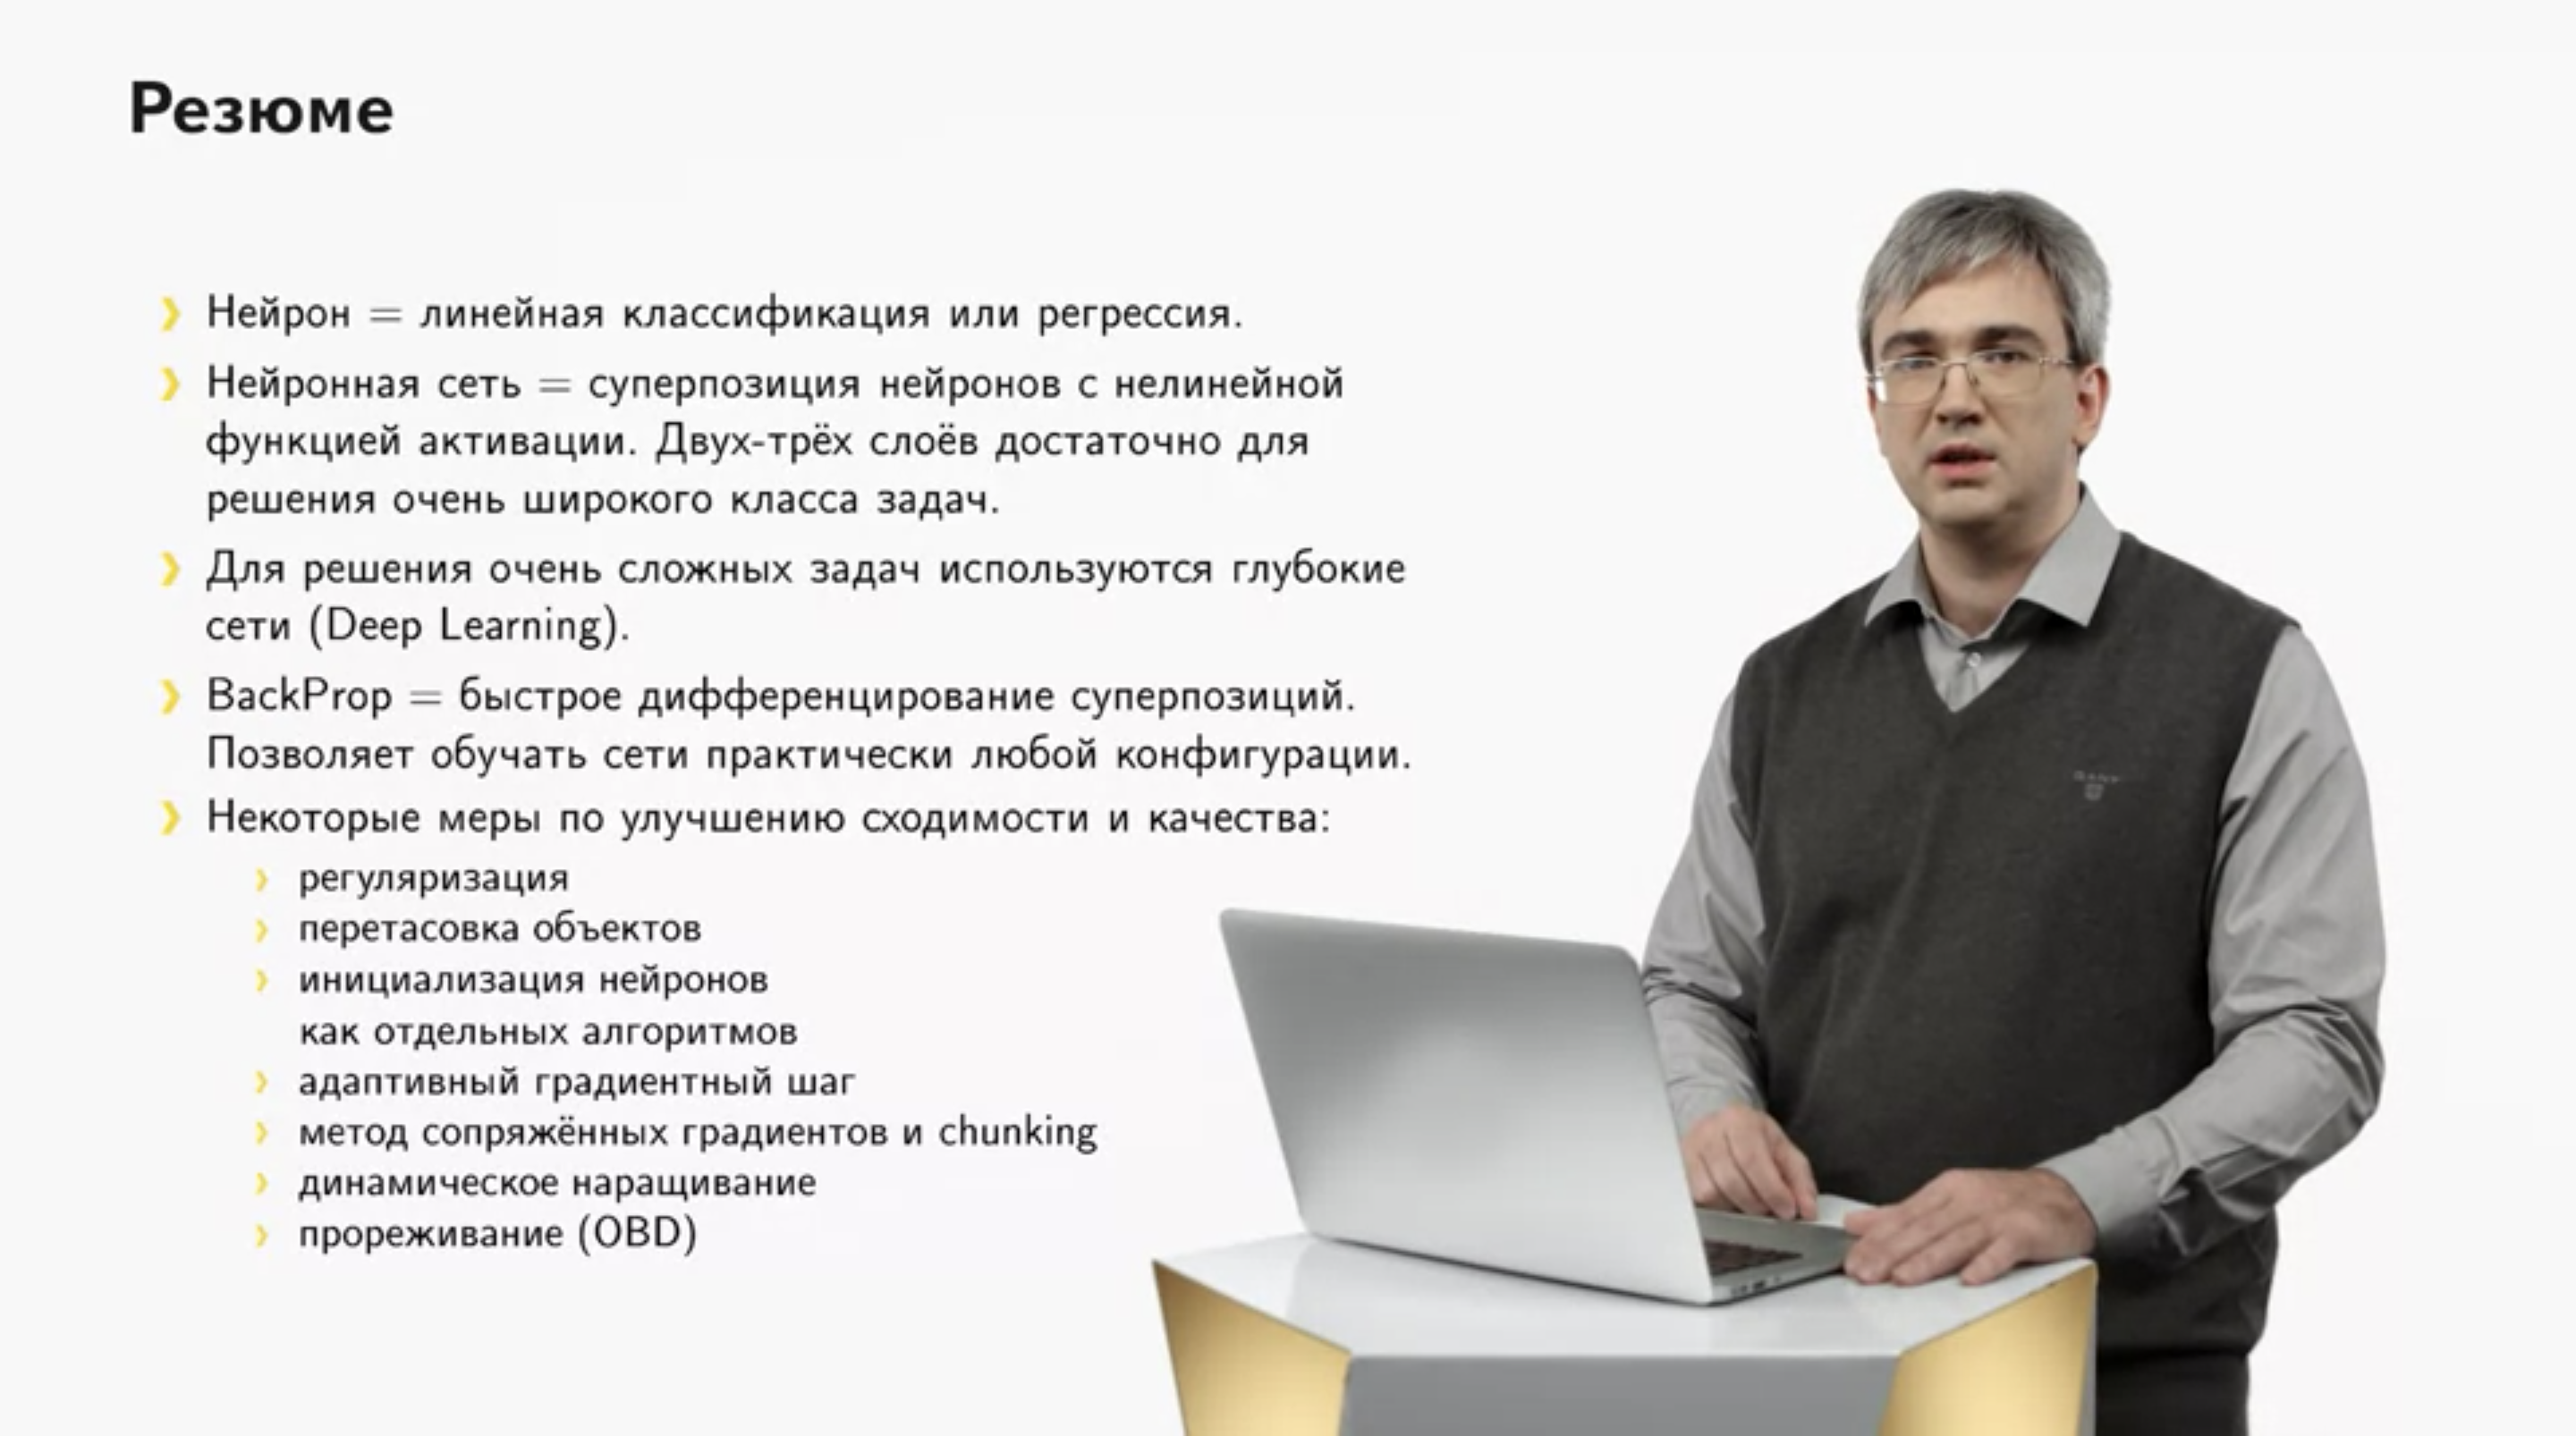 Резюме
Нейрон = линейная классификация или регрессия.
Нейронная сеть = суперпозиция нейронов с нелинейной
функцией активации. Двух-трёх слоёв достаточно для
решения очень широкого класса задач.
Для решения очень сложных задач используются глубокие
сети (Deep Learning).
BackProp = быстрое дифференцирование суперпозиций.
Позволяет обучать сети практически любой конфигурации.
Некоторые меры по улучшению сходимости и качества:
регуляризация
перетасовка объектов
инициализация нейронов
как отдельных алгоритмов
адаптивный градиентный шаг
метод сопряжённых градиентов и chunking
динамическое наращивание
прореживание (OBD)
GANT